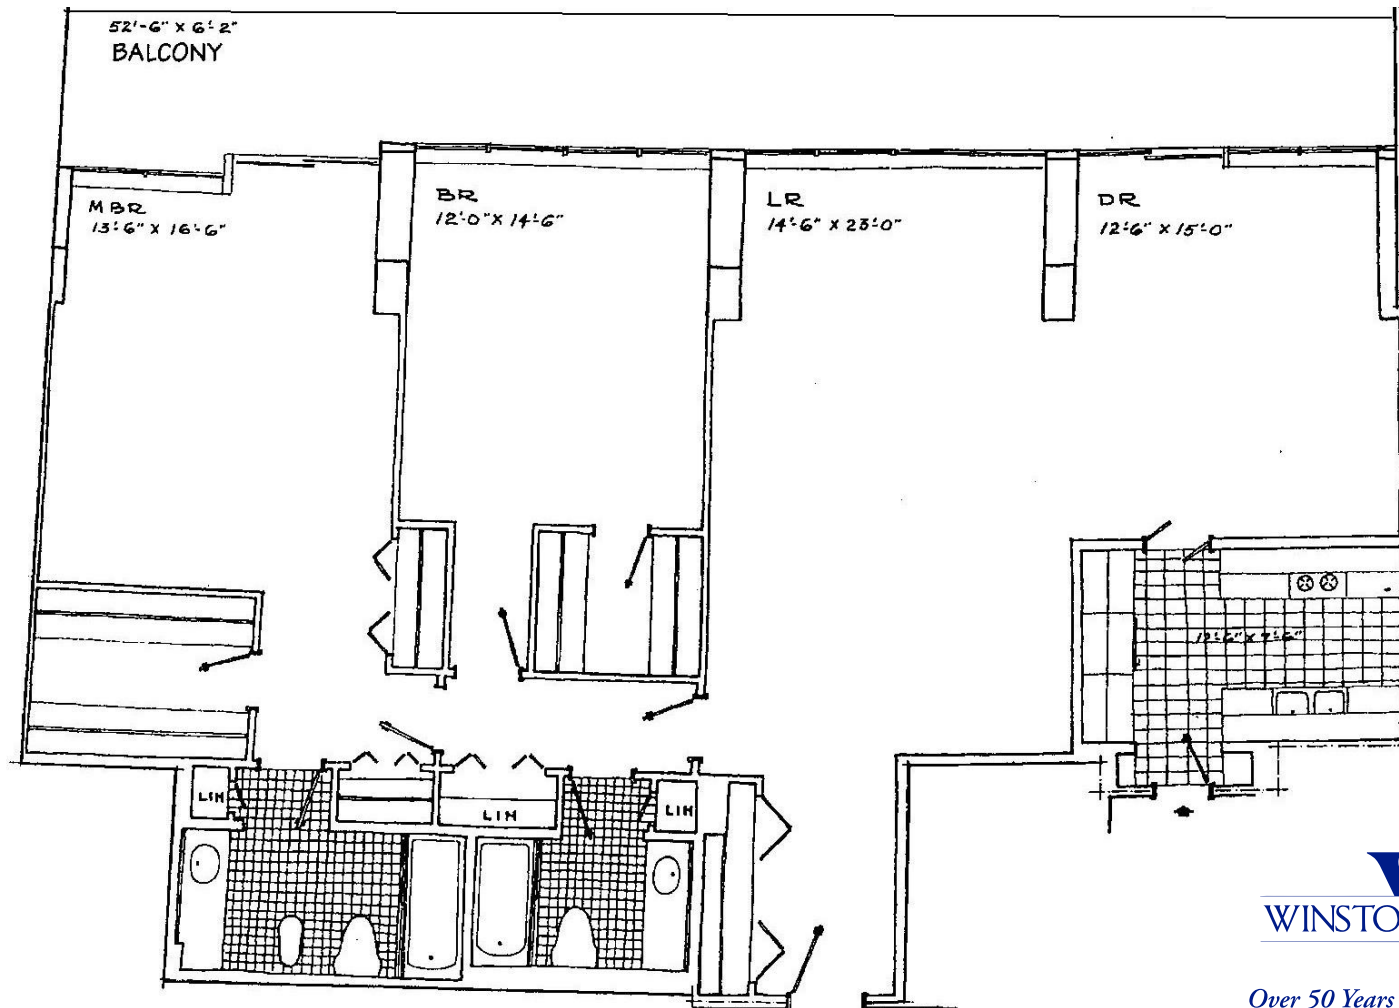 52'-6" X 6'-2"
BALCONY
MBR
13'-6" X 16'-6"
BR
12'-0" X 14'-6"
LR
14'-6" X 23'-0"
DR
12'-6" X 15'-0"
LIN
LIN
LIN
WINSTO
Over 50 Years